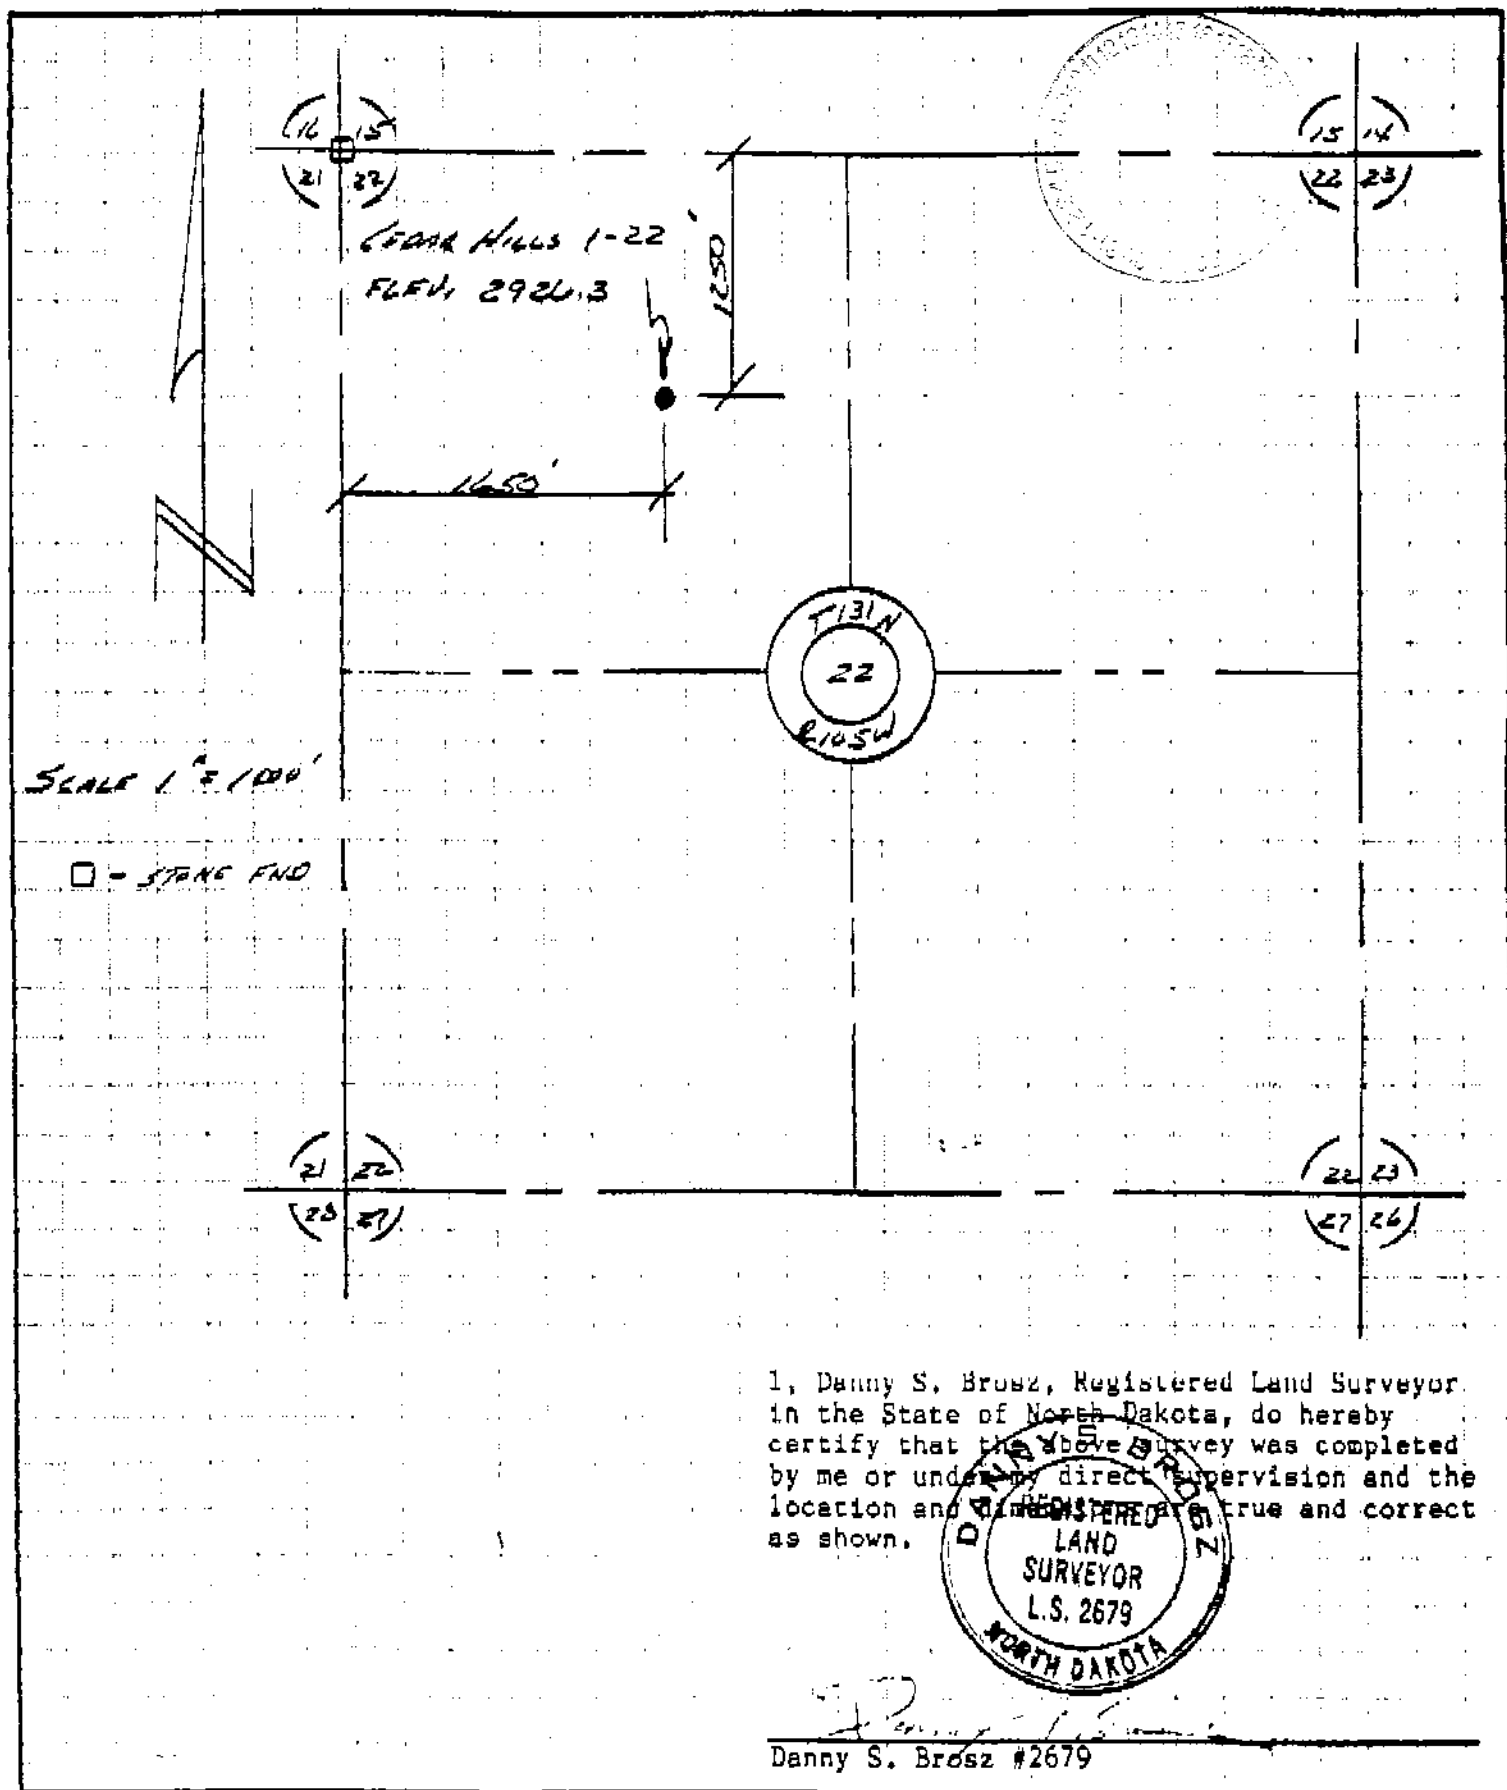 16 15
21 22
15 14
22 23
CEDAR HILLS 1-22
ELEV. 2926.3
1250'
1650'
T131N
22
R105W
SCALE 1" = 1000'
□ - STONE FND
21 22
28 27
22 23
27 26
1, Danny S. Brosz, Registered Land Surveyor
in the State of North Dakota, do hereby
certify that the above survey was completed
by me or under my direct supervision and the
location and dimensions are true and correct
as shown.
DANNY S. BROSZ
REGISTERED
LAND
SURVEYOR
L.S. 2679
NORTH DAKOTA
Danny S. Brosz #2679